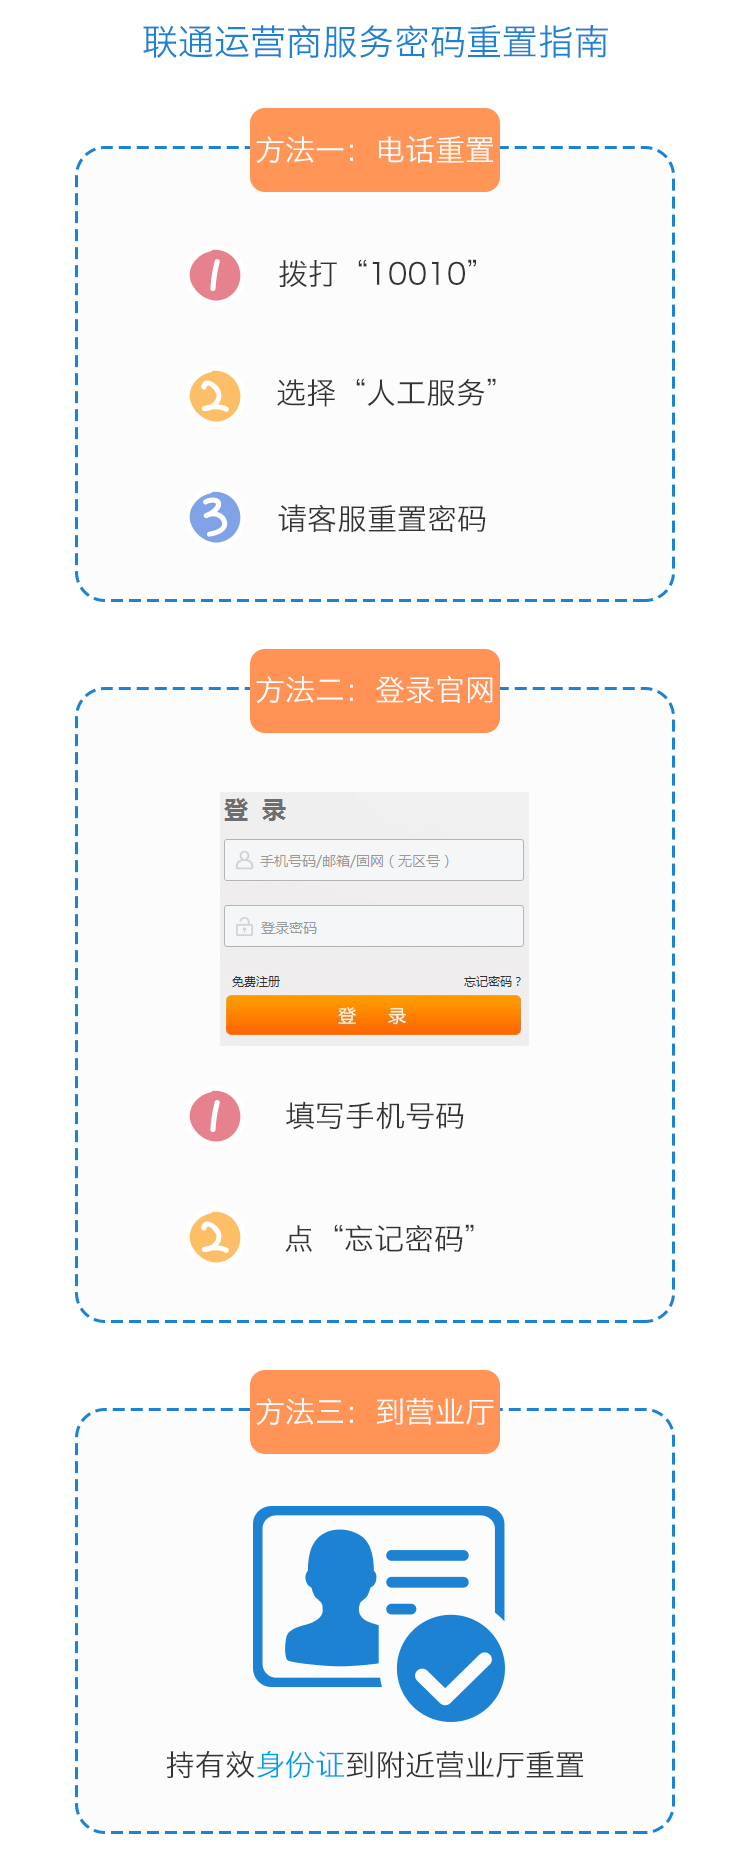 联通运营商服务密码重置指南
方法一：电话重置
1
拨打“10010”
2
选择“人工服务”
3
请客服重置密码
方法二：登录官网
登 录
手机号码/邮箱/固网（无区号）
登录密码
免费注册 忘记密码？
登 录
1
填写手机号码
2
点“忘记密码”
方法三：到营业厅
持有效身份证到附近营业厅重置